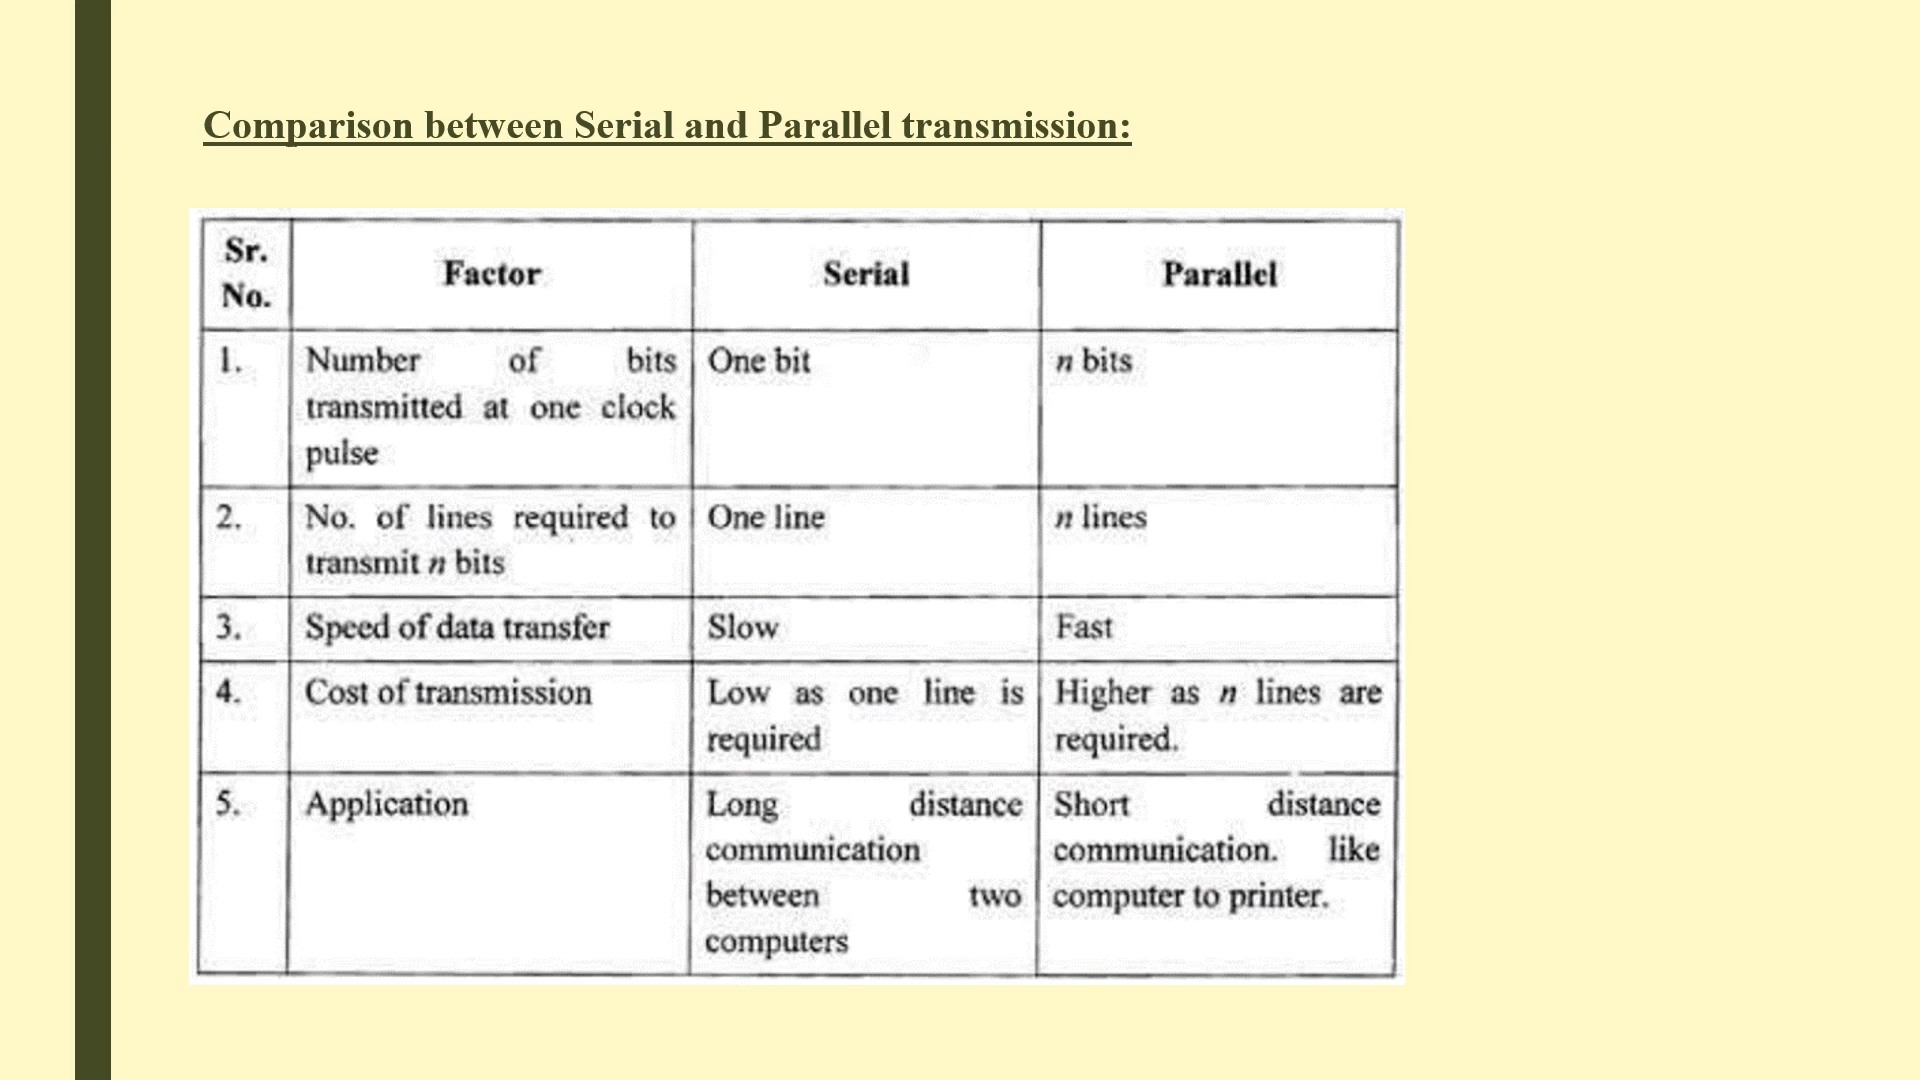 Comparison between Serial and Parallel transmission:
Sr.
No.
Factor
Serial
Parallel
1.
Number of bits
transmitted at one clock
pulse
One bit
n bits
2.
No. of lines required to
transmit n bits
One line
n lines
3.
Speed of data transfer
Slow
Fast
4.
Cost of transmission
Low as one line is
required
Higher as n lines are
required.
5.
Application
Long distance
communication
between two
computers
Short distance
communication. like
computer to printer.